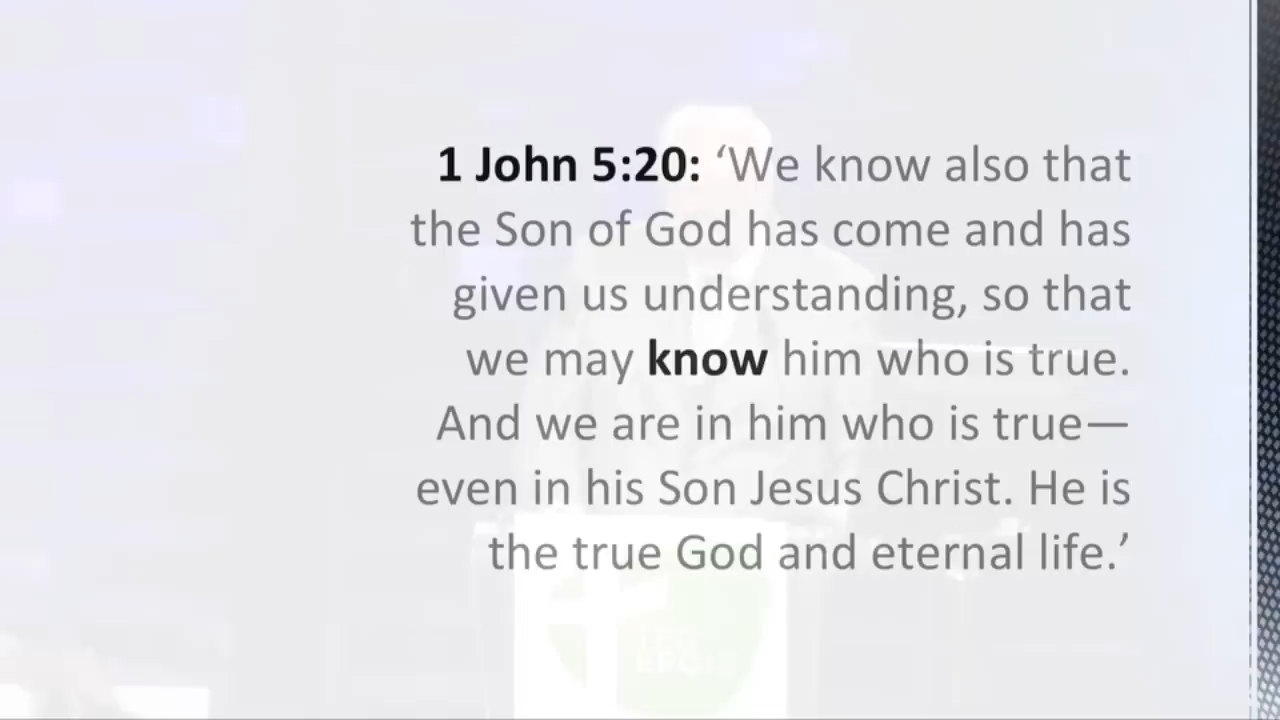 1 John 5:20: ‘We know also that
the Son of God has come and has
given us understanding, so that
we may know him who is true.
And we are in him who is true—
even in his Son Jesus Christ. He is
the true God and eternal life.’